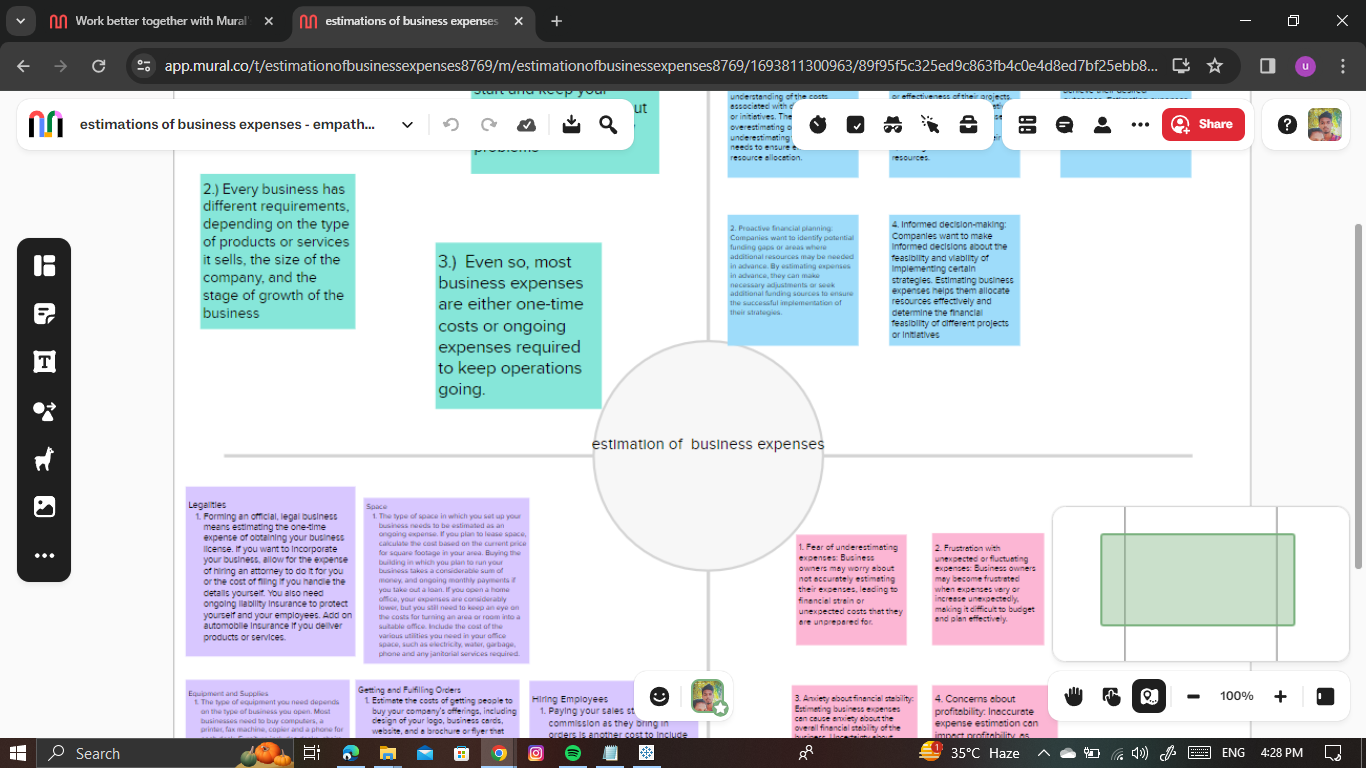 Work better together with Mural'
estimations of business expenses
app.mural.co/t/estimationofbusinessexpenses8769/m/estimationofbusinessexpenses8769/1693811300963/89f95f5c325ed9c863fb4c0e4d8ed7bf25ebb8...
u
estimations of business expenses - empath...
Share
start and keep your
problems
2.) Every business has
different requirements,
depending on the type
of products or services
it sells, the size of the
company, and the
stage of growth of the
business
3.) Even so, most
business expenses
are either one-time
costs or ongoing
expenses required
to keep operations
going.
understanding of the costs
associated with
or initiatives. The
overestimating
underestimating
needs to ensure
resource allocation.
or effectiveness of their projects.
resources.
2. Proactive financial planning:
Companies want to identify potential
funding gaps or areas where
additional resources may be needed
in advance. By estimating expenses
in advance, they can make
necessary adjustments or seek
additional funding sources to ensure
the successful implementation of
their strategies.
4. Informed decision-making:
Companies want to make
informed decisions about the
feasibility and viability of
implementing certain
strategies. Estimating business
expenses helps them allocate
resources effectively and
determine the financial
feasibility of different projects
or initiatives
estimation of business expenses
Legalities
1. Forming an official, legal business
means estimating the one-time
expense of obtaining your business
license. If you want to incorporate
your business, allow for the expense
of hiring an attorney to do it for you
or the cost of filing if you handle the
details yourself. You also need
ongoing liability insurance to protect
yourself and your employees. Add on
automobile insurance if you deliver
products or services.
Space
1. The type of space in which you set up your
business needs to be estimated as an
ongoing expense. If you plan to lease space,
calculate the cost based on the current price
for square footage in your area. Buying the
building in which you plan to run your
business takes a considerable sum of
money, and ongoing monthly payments if
you take out a loan. If you open a home
office, your expenses are considerably
lower, but you still need to keep an eye on
the costs for turning an area or room into a
suitable office. Include the cost of the
various utilities you need in your office
space, such as electricity, water, garbage,
phone and any janitorial services required.
1. Fear of underestimating
expenses: Business
owners may worry about
not accurately estimating
their expenses, leading to
financial strain or
unexpected costs that they
are unprepared for.
2. Frustration with
unexpected or fluctuating
expenses: Business owners
may become frustrated
when expenses vary or
increase unexpectedly,
making it difficult to budget
and plan effectively.
Equipment and Supplies
1. The type of equipment you need depends
on the type of business you open. Most
businesses need to buy computers, a
printer, fax machine, copier and a phone for
Getting and Fulfilling Orders
1. Estimate the costs of getting people to
buy your company's offerings, including
design of your logo, business cards,
website, and a brochure or flyer that
Hiring Employees
1. Paying your sales
commission as they bring in
orders is another cost to include
3. Anxiety about financial stability:
Estimating business expenses
can cause anxiety about the
overall financial stability of the
business. Uncertainty about
4. Concerns about
profitability: Inaccurate
expense estimation can
impact profitability, as
100%
Search
1
35°C Haze
ENG
4:28 PM